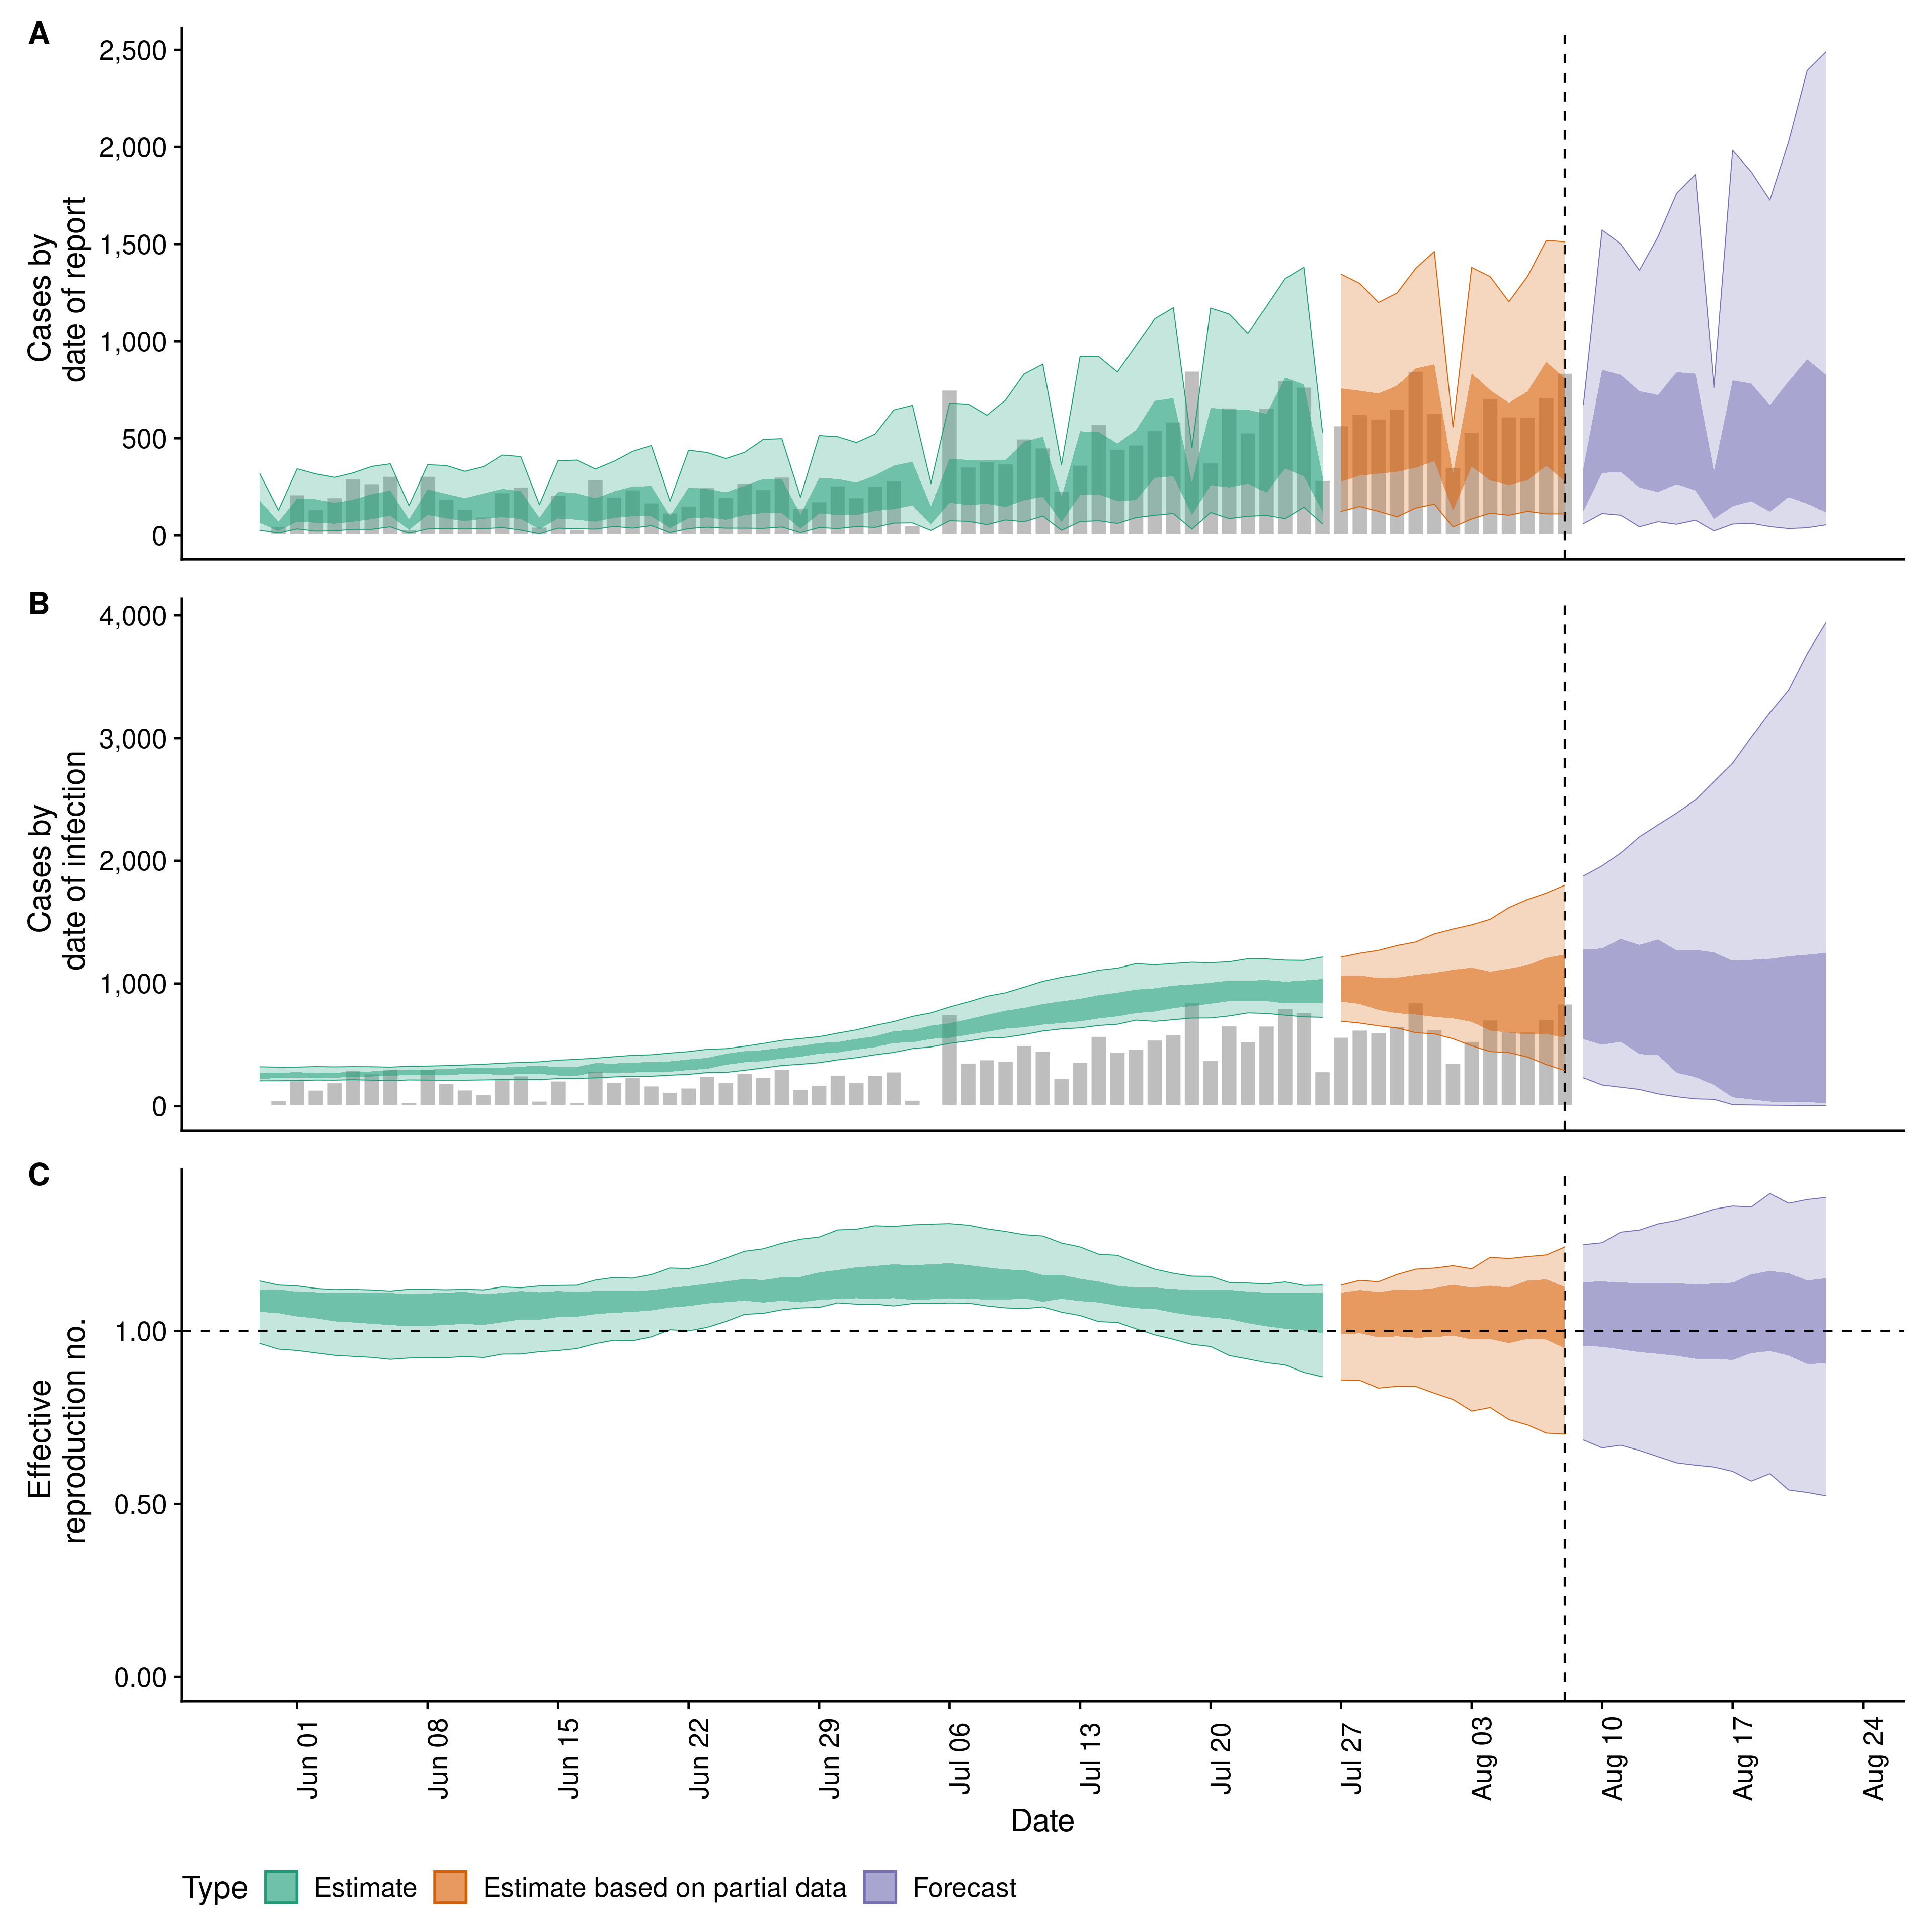 A
2,500
2,000
1,500
1,000
500
0
Cases by
date of report
B
4,000
3,000
2,000
1,000
0
Cases by
date of infection
C
1.00
0.50
0.00
Effective
reproduction no.
Jun 01
Jun 08
Jun 15
Jun 22
Jun 29
Jul 06
Jul 13
Jul 20
Jul 27
Aug 03
Aug 10
Aug 17
Aug 24
Date
Type Estimate Estimate based on partial data Forecast